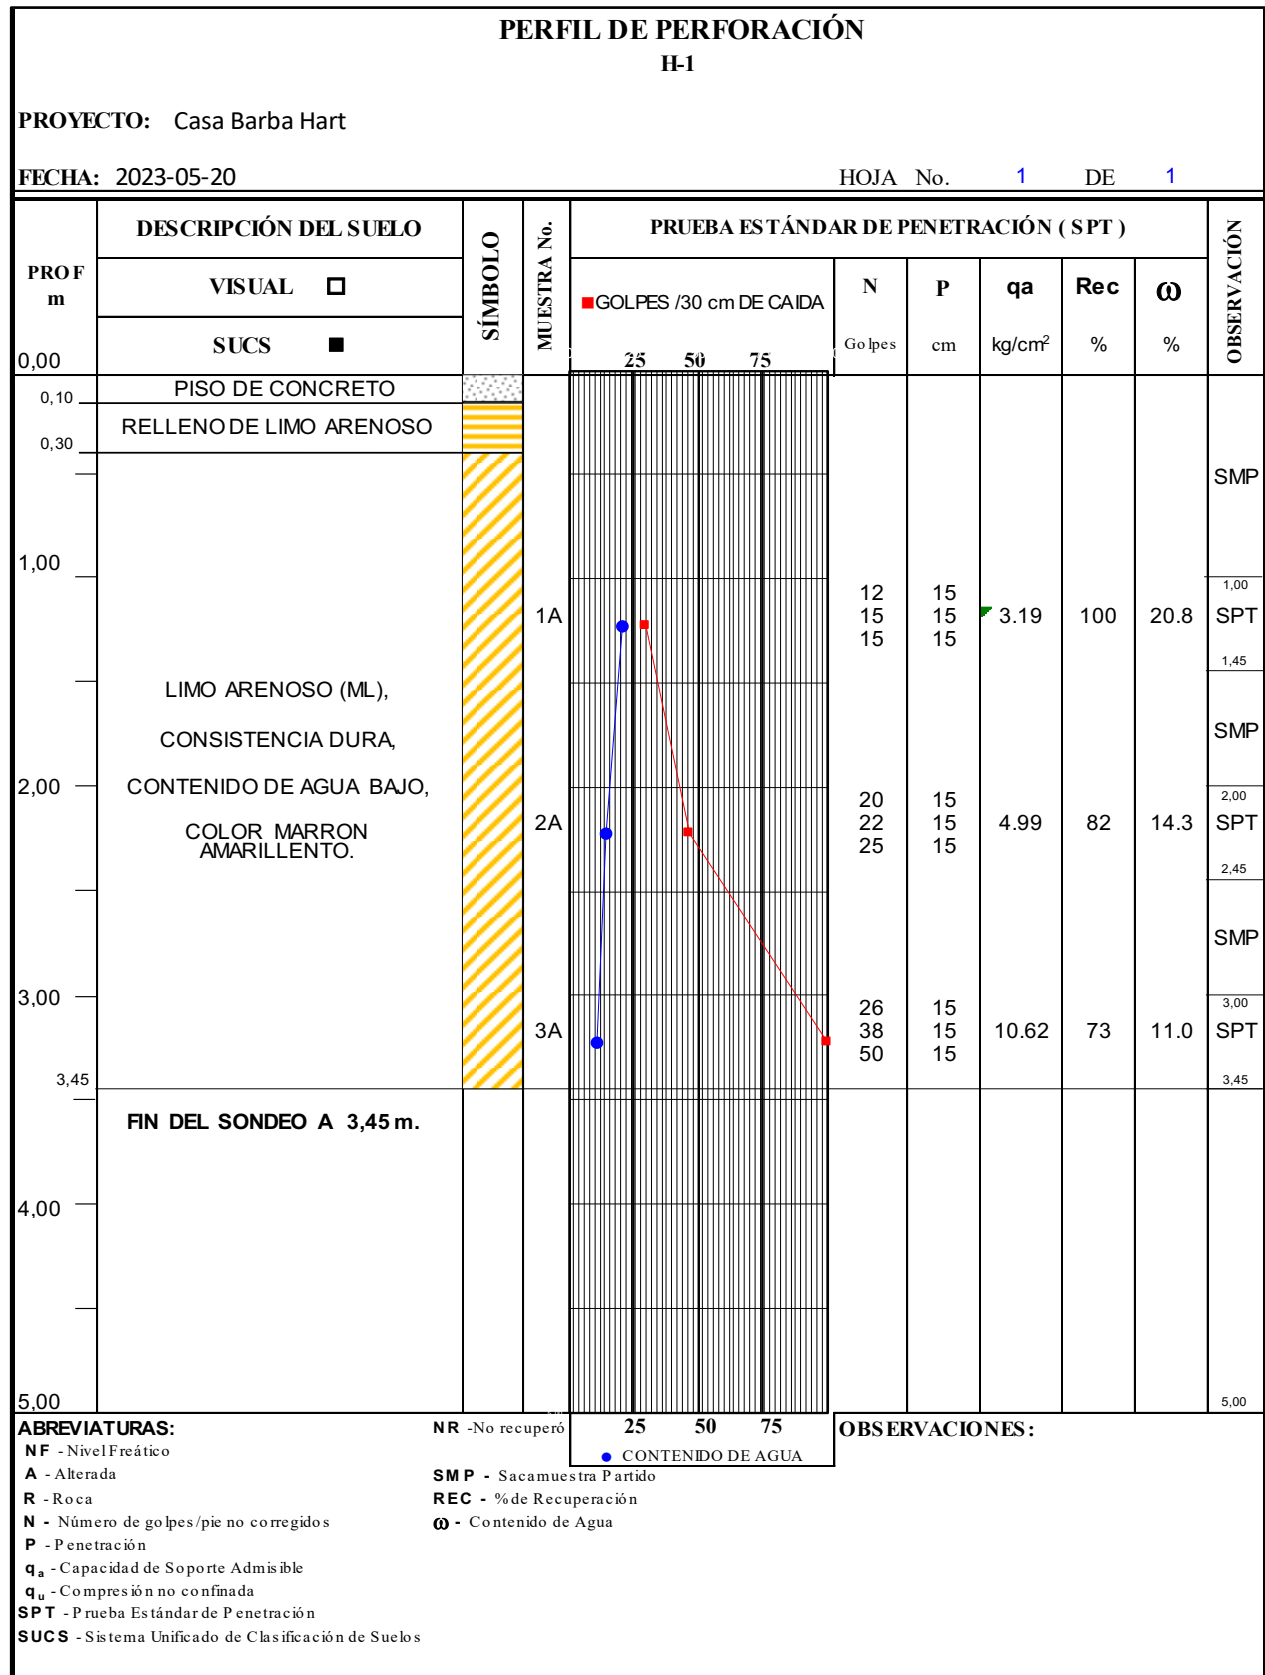 PERFIL DE PERFORACIÓN
H-1
PROYECTO: Casa Barba Hart
FECHA: 2023-05-20 HOJA No. 1 DE 1
PROF m
DESCRIPCIÓN DEL SUELO
VISUAL
SUCS
SÍMBOLO
MUESTRA No.
PRUEBA ESTÁNDAR DE PENETRACIÓN ( SPT )
GOLPES /30 cm DE CAIDA
25 50 75
N Golpes
P cm
qa kg/cm²
Rec %
ω %
OBSERVACIÓN
0,00
PISO DE CONCRETO
0,10
RELLENO DE LIMO ARENOSO
0,30
SMP
1,00
1,00
12 15
1A 15 15 3.19 100 20.8 SPT
15 15
1,45
LIMO ARENOSO (ML),
CONSISTENCIA DURA,
SMP
CONTENIDO DE AGUA BAJO,
2,00
2,00
20 15
2A 22 15 4.99 82 14.3 SPT
25 15
COLOR MARRON
AMARILLENTO.
2,45
SMP
3,00
3,00
26 15
3A 38 15 10.62 73 11.0 SPT
50 15
3,45
3,45
FIN DEL SONDEO A 3,45 m.
4,00
5,00
5,00
25 50 75
CONTENIDO DE AGUA
ABREVIATURAS:
NF - Nivel Freático
A - Alterada
R - Roca
N - Número de golpes/pie no corregidos
P - Penetración
qa - Capacidad de Soporte Admisible
qu - Compresión no confinada
SPT - Prueba Estándar de Penetración
SUCS - Sistema Unificado de Clasificación de Suelos
NR - No recuperó
SMP - Sacamuestra Partido
REC - % de Recuperación
ω - Contenido de Agua
OBSERVACIONES: